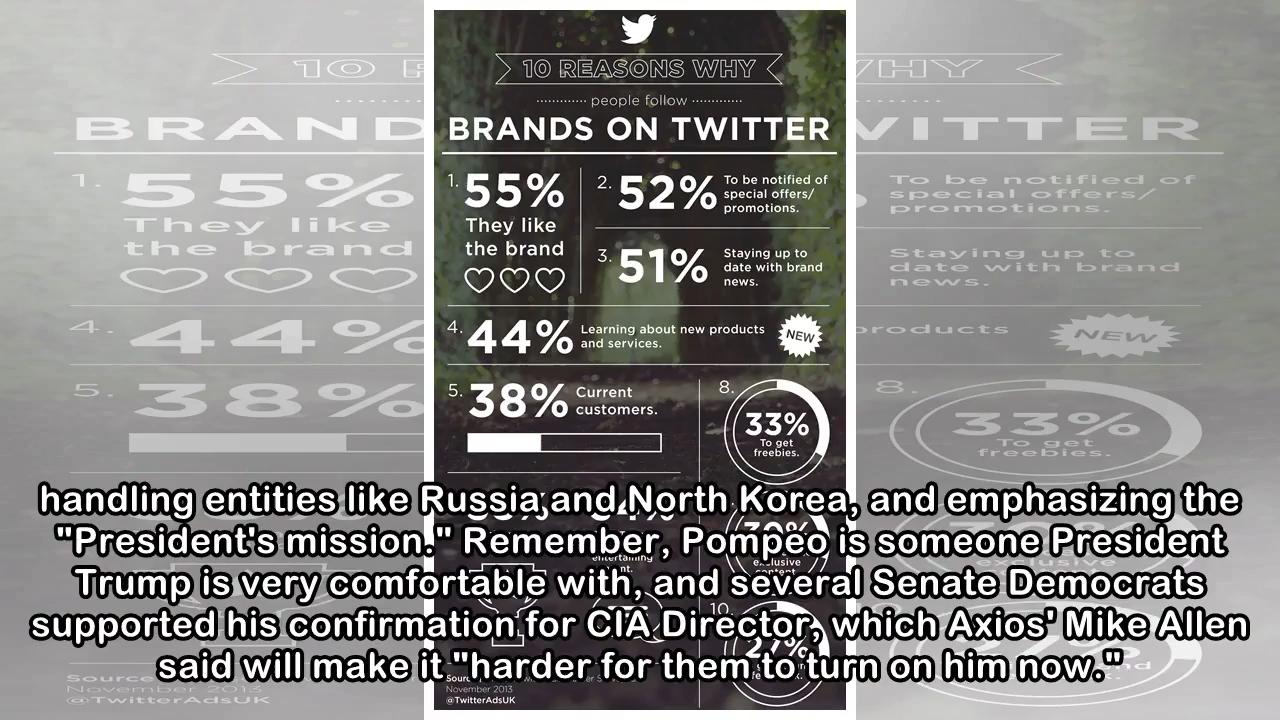 10 REASONS WHY
people follow
BRANDS ON TWITTER
1. 55%
They like
the brand
2. 52% To be notified of
special offers/
promotions.
3. 51% Staying up to
date with brand
news.
4. 44% Learning about new products
and services.
NEW
5. 38% Current
customers.
8.
33%
To get
freebies.
handling entities like Russia and North Korea, and emphasizing the
"President's mission." Remember, Pompeo is someone President
Trump is very comfortable with, and several Senate Democrats
supported his confirmation for CIA Director, which Axios' Mike Allen
said will make it "harder for them to turn on him now."
10.
November 2013
@TwitterAdsUK